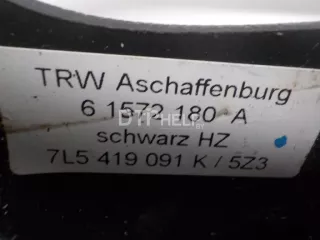 TRW Aschaffenburg
6 1572 180 A
schwarz HZ
7L5 419 091 K / 5Z3